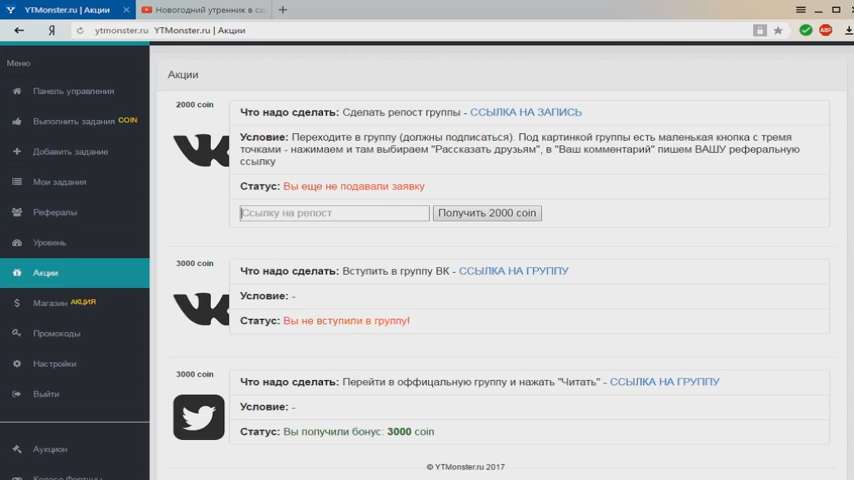 YTMonster.ru | Акции
Новогодний утренник в са
ytmonster.ru YTMonster.ru | Акции
Меню
Панель управления
Выполнить задания COIN
Добавить задание
Мои задания
Рефералы
Уровень
Акции
Магазин АКЦИЯ
Промокоды
Настройки
Выйти
Аукцион
Колесо Фортуны
Акции
2000 coin
Что надо сделать: Сделать репост группы - ССЫЛКА НА ЗАПИСЬ
Условие: Переходите в группу (должны подписаться). Под картинкой группы есть маленькая кнопка с тремя
точками - нажимаем и там выбираем "Рассказать друзьям", в "Ваш комментарий" пишем ВАШУ реферальную
ссылку
Статус: Вы еще не подавали заявку
Ссылку на репост Получить 2000 coin
3000 coin
Что надо сделать: Вступить в группу ВК - ССЫЛКА НА ГРУППУ
Условие: -
Статус: Вы не вступили в группу!
3000 coin
Что надо сделать: Перейти в оффицальную группу и нажать "Читать" - ССЫЛКА НА ГРУППУ
Условие: -
Статус: Вы получили бонус: 3000 coin
© YTMonster.ru 2017